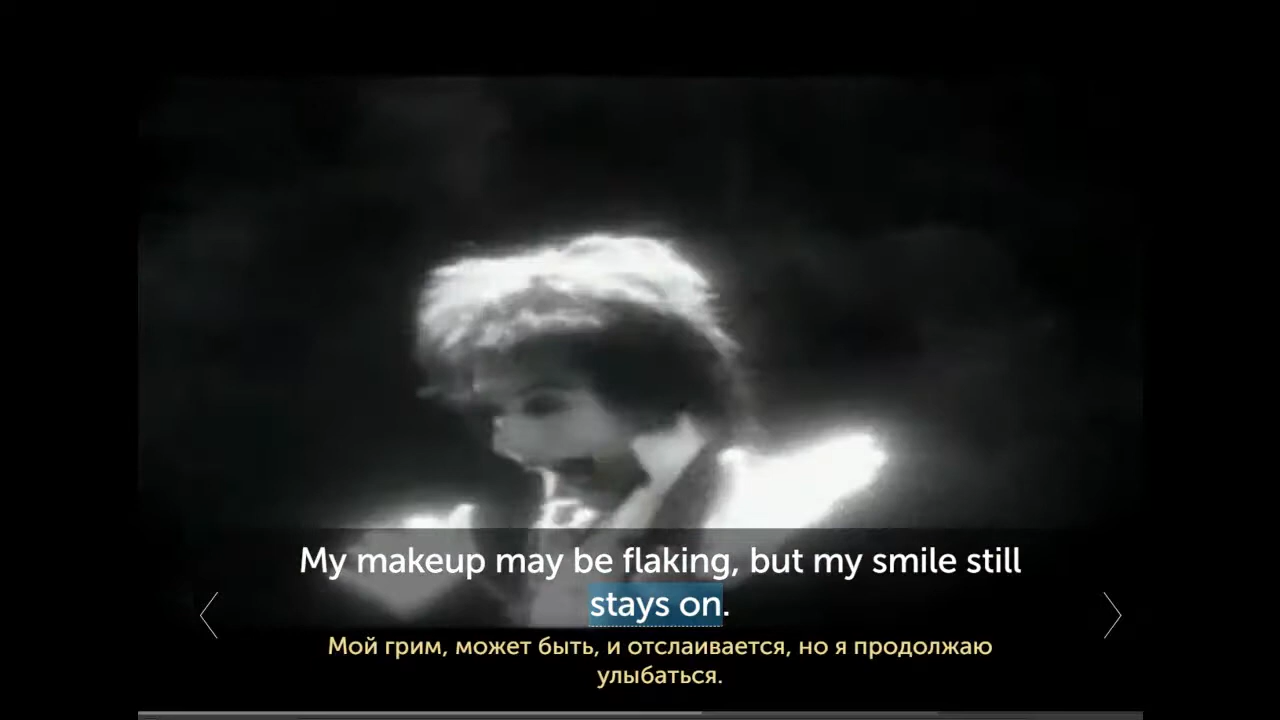 My makeup may be flaking, but my smile still
stays on.
Мой грим, может быть, и отслаивается, но я продолжаю
улыбаться.